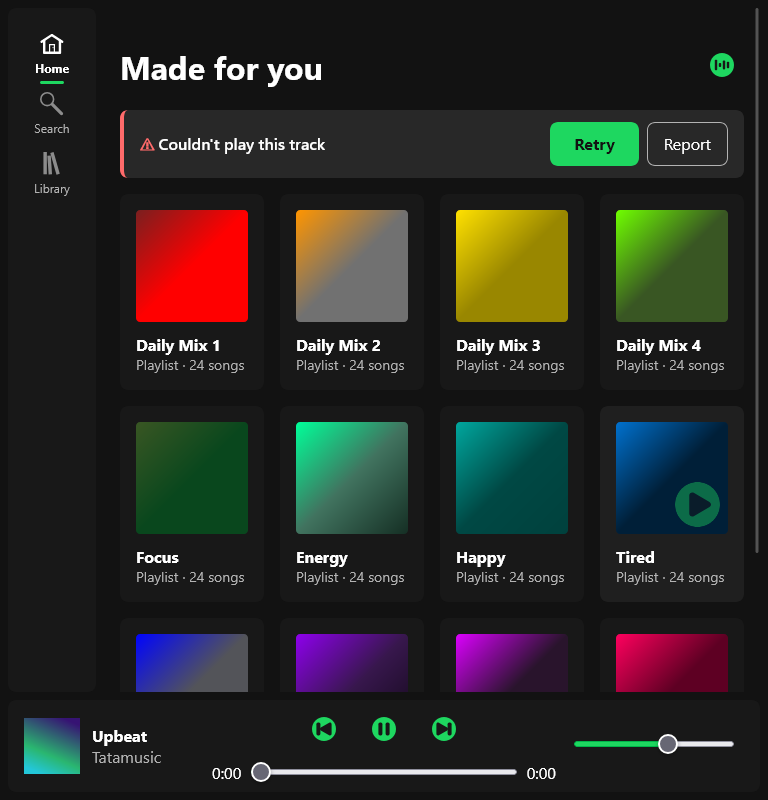 Home
Search
Library
Made for you
Couldn't play this track
Retry
Report
Daily Mix 1
Playlist · 24 songs
Daily Mix 2
Playlist · 24 songs
Daily Mix 3
Playlist · 24 songs
Daily Mix 4
Playlist · 24 songs
Focus
Playlist · 24 songs
Energy
Playlist · 24 songs
Happy
Playlist · 24 songs
Tired
Playlist · 24 songs
Upbeat
Tatamusic
0:00
0:00